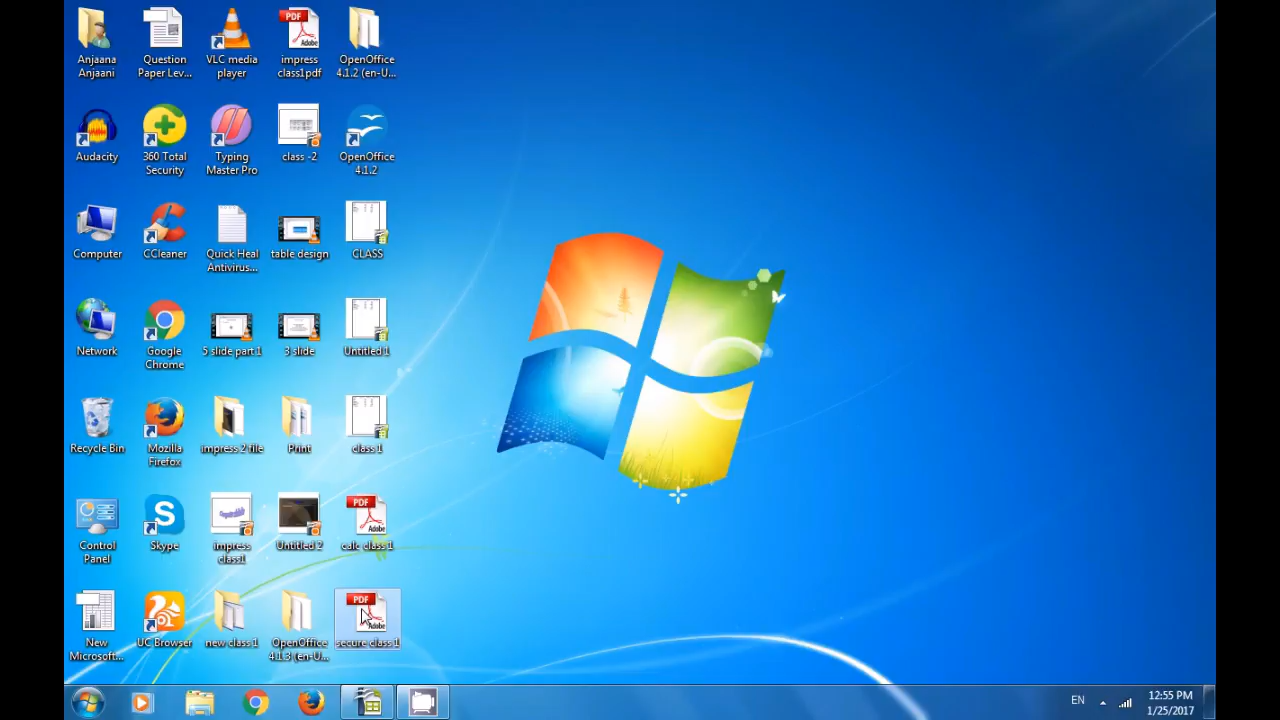 Anjaana
Anjaani
Question
Paper Lev...
VLC media
player
PDF
Adobe
impress
class1pdf
OpenOffice
4.1.2 (en-U...
Audacity
360 Total
Security
Typing
Master Pro
class -2
OpenOffice
4.1.2
Computer
CCleaner
Quick Heal
Antivirus...
table design
CLASS
Network
Google
Chrome
5 slide part1
3 slide
Untitled 1
Recycle Bin
Mozilla
Firefox
impress 2 file
Print
class 1
Control
Panel
Skype
impress
class1
Untitled 2
PDF
Adobe
calc class 1
New
Microsoft...
UC Browser
new class 1
OpenOffice
4.1.3 (en-U...
PDF
Adobe
secure class 1
EN
12:55 PM
1/25/2017